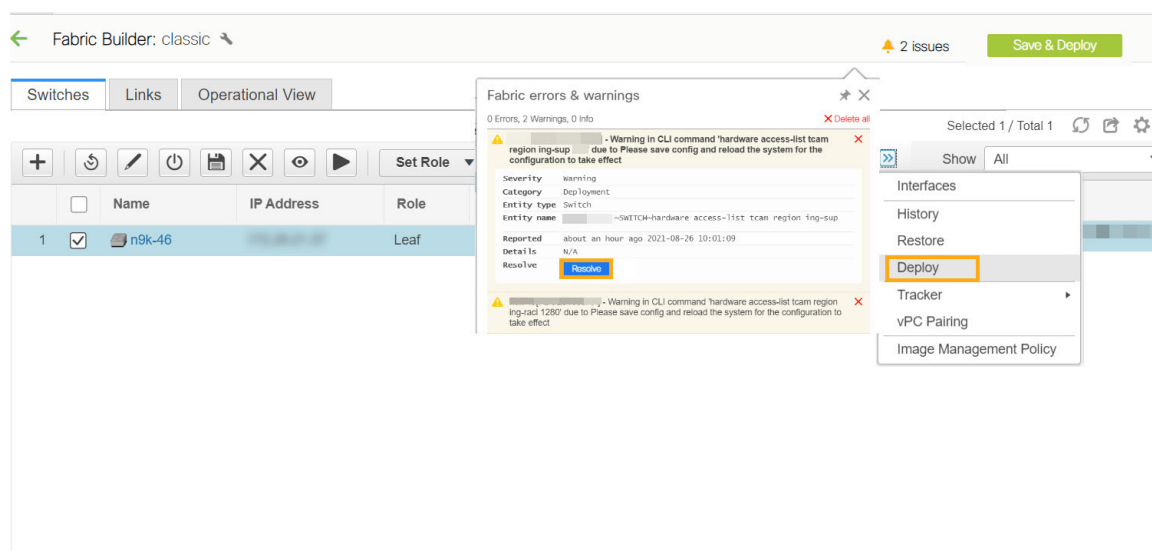 Fabric Builder: classic
2 issues
Save & Deploy
Switches
Links
Operational View
Fabric errors & warnings
0 Errors, 2 Warnings, 0 Info
Delete all
- Warning in CLI command 'hardware access-list tcam
region ing-sup due to Please save config and reload the system for the
configuration to take effect
Severity Warning
Category Deployment
Entity type Switch
Entity name ~SWITCH~hardware access-list tcam region ing-sup
Reported about an hour ago 2021-08-26 10:01:09
Details N/A
Resolve Resolve
- Warning in CLI command 'hardware access-list tcam region
ing-racl 1280' due to Please save config and reload the system for the configuration to
take effect
Selected 1 / Total 1
Set Role
Show All
Name IP Address Role
1 n9k-46 Leaf
Interfaces
History
Restore
Deploy
Tracker
vPC Pairing
Image Management Policy